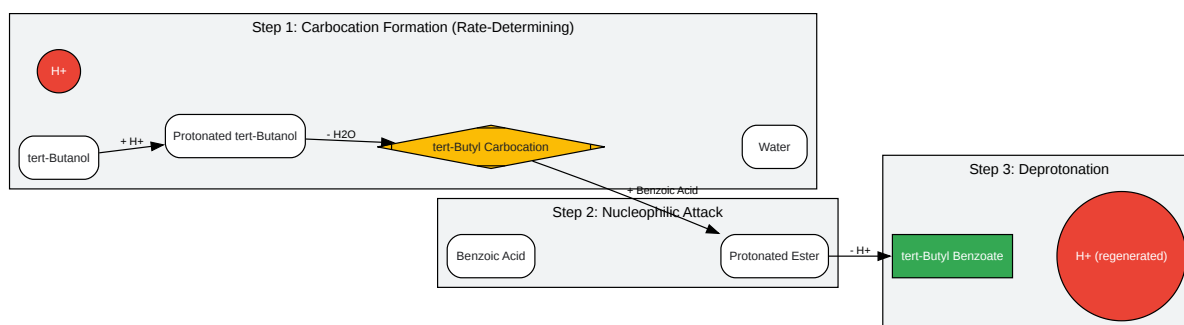 Step 1: Carbocation Formation (Rate-Determining)
H+
tert-Butanol
+ H+
Protonated tert-Butanol
- H2O
tert-Butyl Carbocation
Water
+ Benzoic Acid
Step 2: Nucleophilic Attack
Benzoic Acid
Protonated Ester
- H+
Step 3: Deprotonation
tert-Butyl Benzoate
H+ (regenerated)